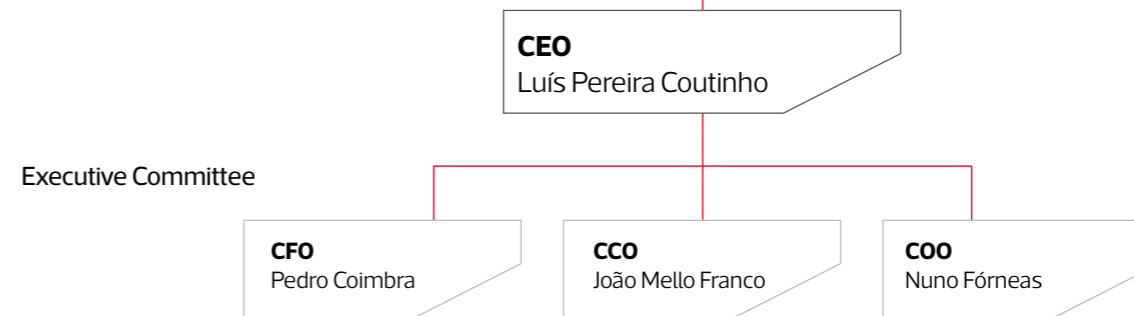 CEO
Luís Pereira Coutinho
Executive Committee
CFO
Pedro Coimbra
CCO
João Mello Franco
COO
Nuno Fórneas